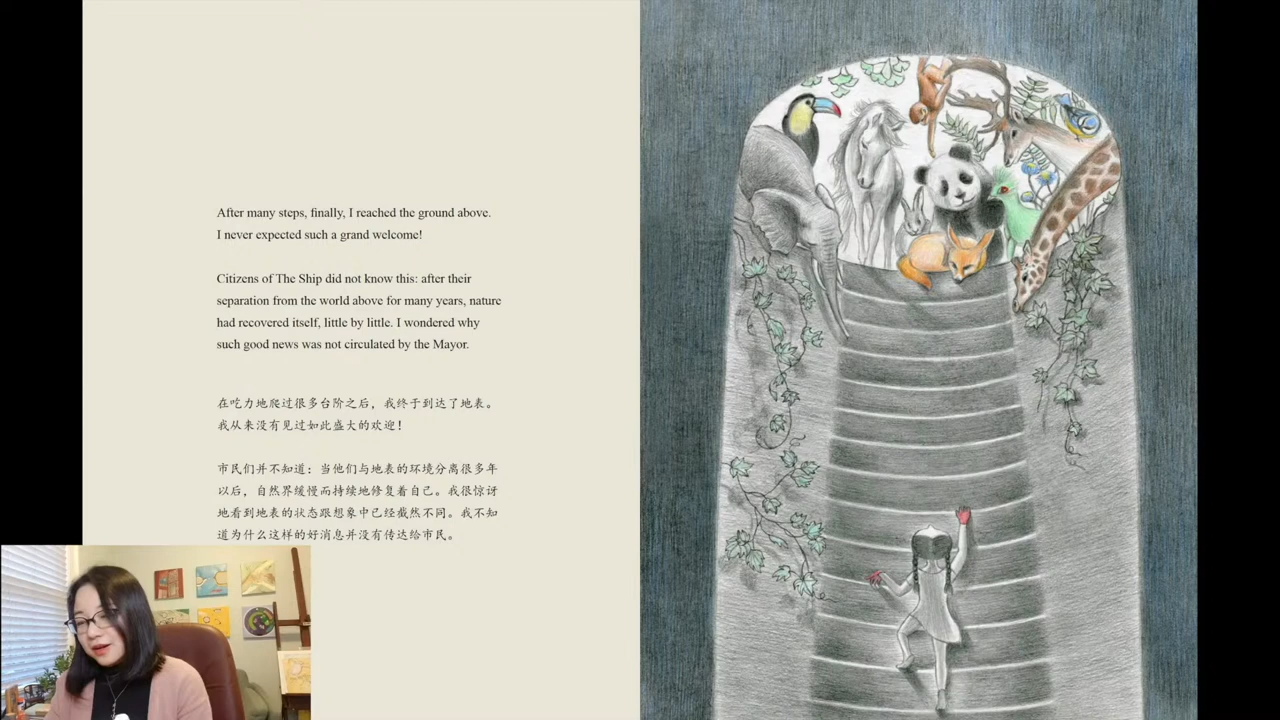 After many steps, finally, I reached the ground above.
I never expected such a grand welcome!
Citizens of The Ship did not know this: after their
separation from the world above for many years, nature
had recovered itself, little by little. I wondered why
such good news was not circulated by the Mayor.
在吃力地爬过很多台阶之后，我终于到达了地表。
我从来没有见过如此盛大的欢迎！
市民们并不知道：当他们与地表的环境分离很多年
以后，自然界缓慢而持续地修复着自己。我很惊讶
地看到地表的状态跟想象中已经截然不同。我不知
道为什么这样的好消息并没有传达给市民。